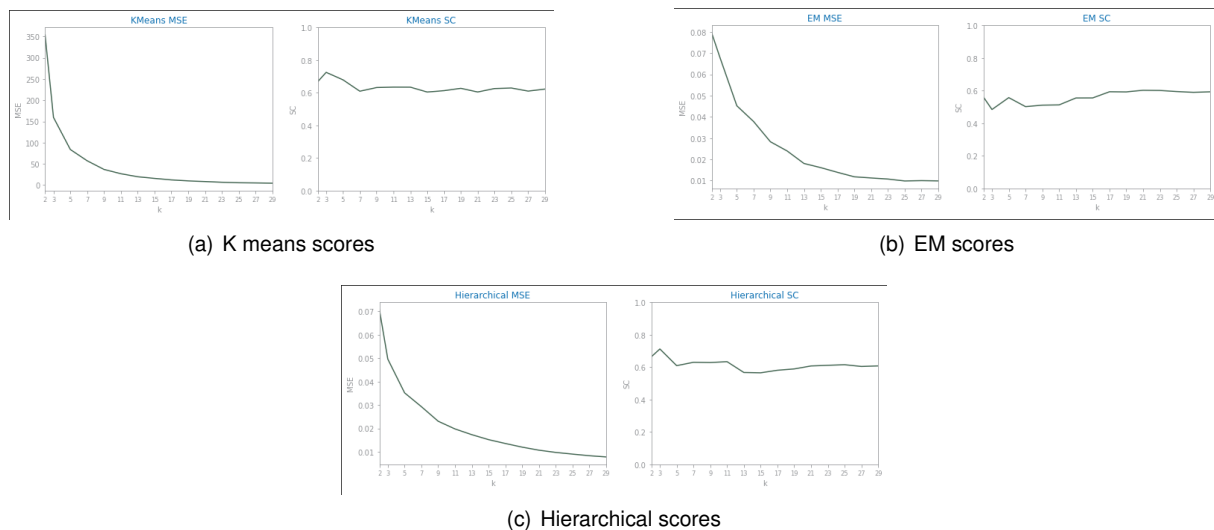 KMeans MSE
MSE
350
300
250
200
150
100
50
0
2 3 5 7 9 11 13 15 17 19 21 23 25 27 29
k
KMeans SC
SC
1.0
0.8
0.6
0.4
0.2
0.0
2 3 5 7 9 11 13 15 17 19 21 23 25 27 29
k
(a) K means scores
EM MSE
MSE
0.08
0.07
0.06
0.05
0.04
0.03
0.02
0.01
2 3 5 7 9 11 13 15 17 19 21 23 25 27 29
k
EM SC
SC
1.0
0.8
0.6
0.4
0.2
0.0
2 3 5 7 9 11 13 15 17 19 21 23 25 27 29
k
(b) EM scores
Hierarchical MSE
MSE
0.07
0.06
0.05
0.04
0.03
0.02
0.01
2 3 5 7 9 11 13 15 17 19 21 23 25 27 29
k
Hierarchical SC
SC
1.0
0.8
0.6
0.4
0.2
0.0
2 3 5 7 9 11 13 15 17 19 21 23 25 27 29
k
(c) Hierarchical scores